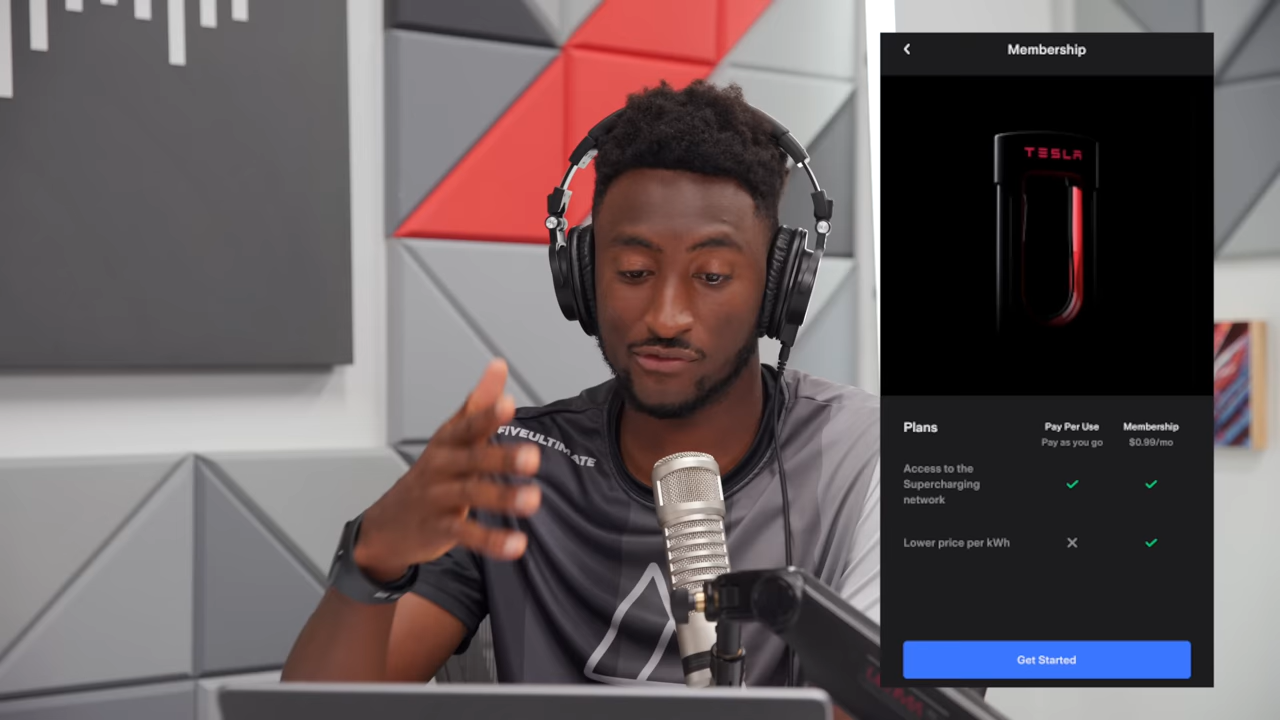 FIVEULTIMATE
Membership
TESLA
Plans
Pay Per Use
Membership
Pay as you go
$0.99/mo
Access to the
Supercharging
network
Lower price per kWh
Get Started